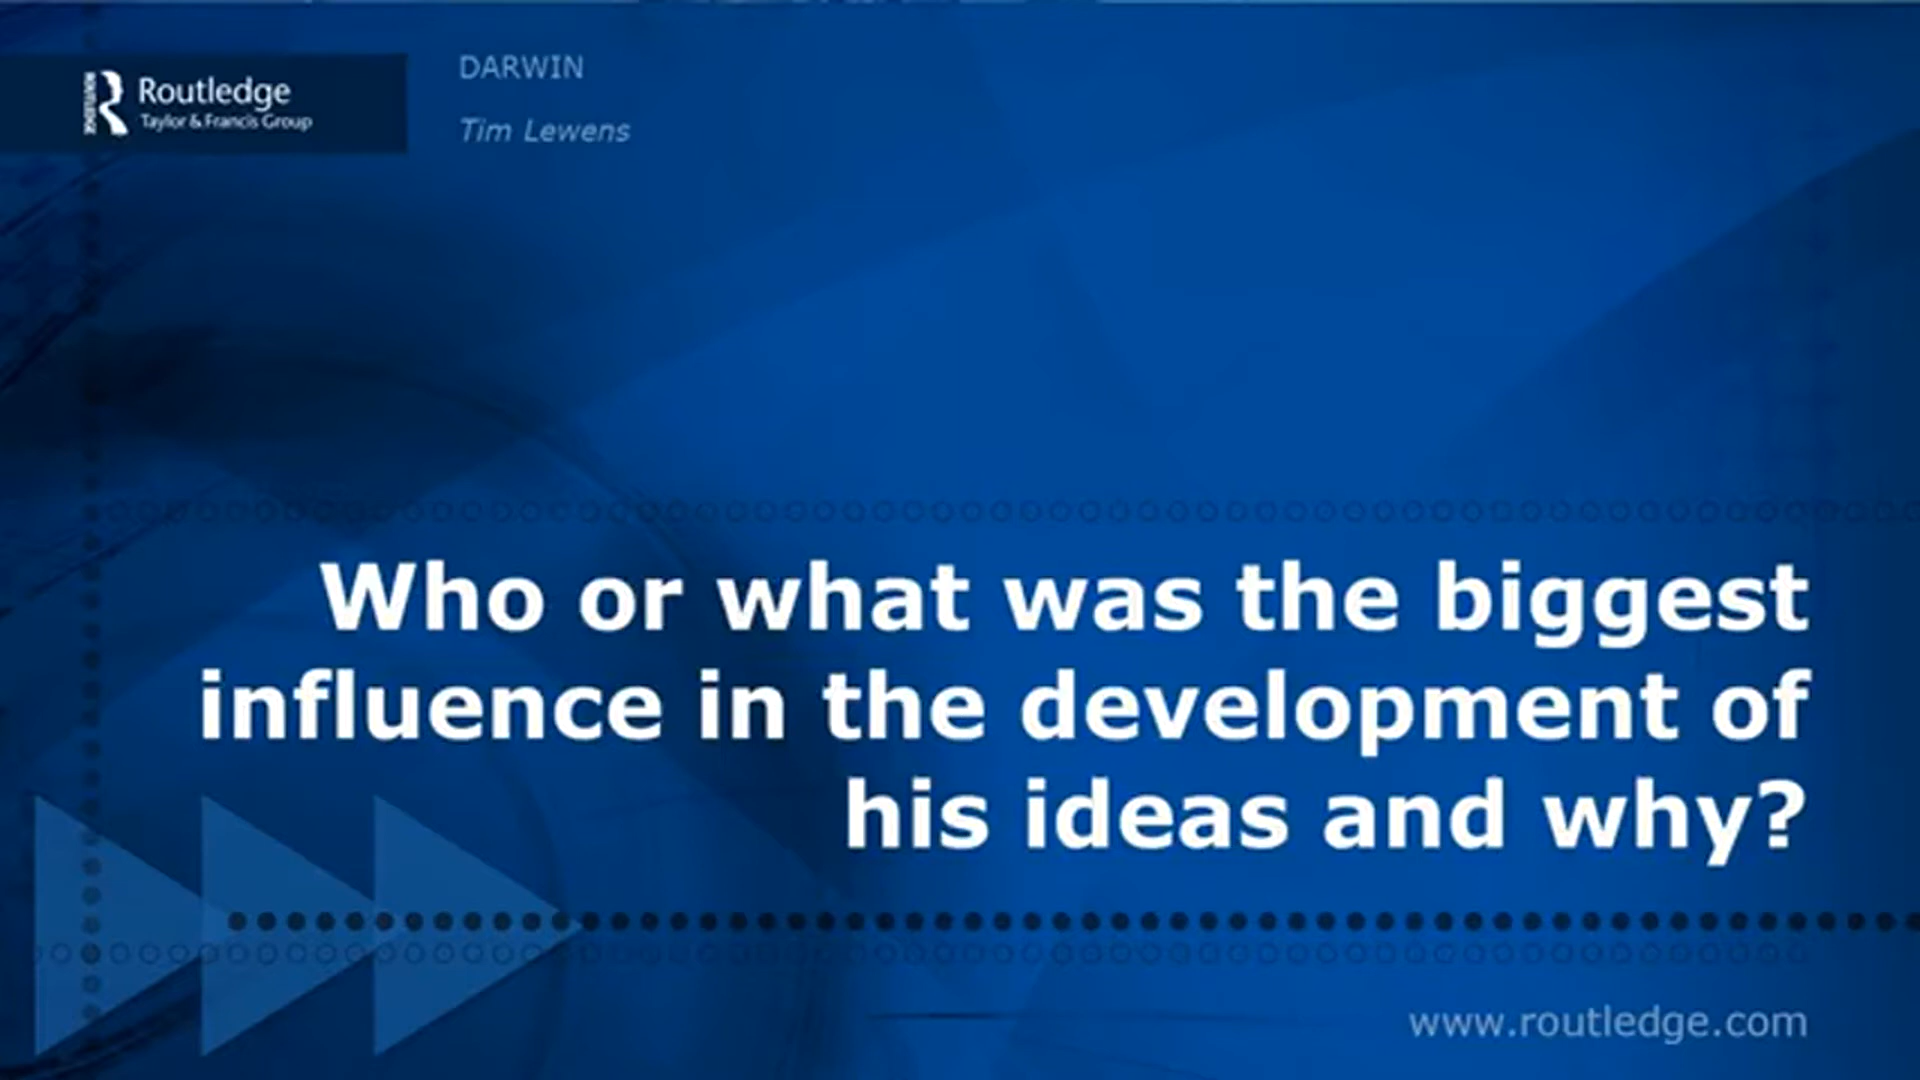 ROUTLEDGE
Routledge
Taylor & Francis Group
DARWIN
Tim Lewens
Who or what was the biggest
influence in the development of
his ideas and why?
www.routledge.com